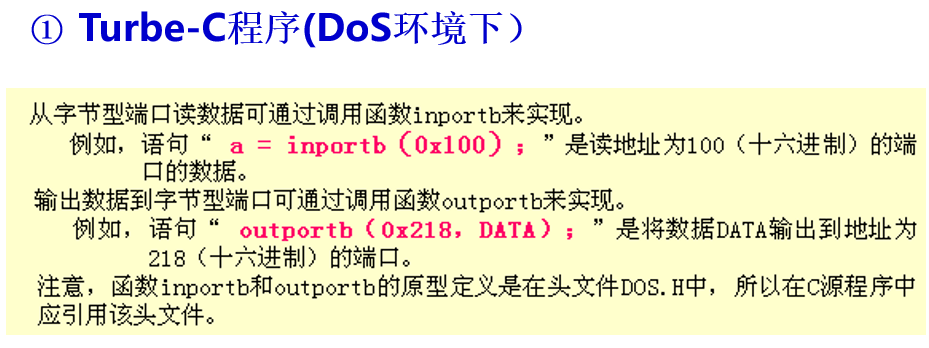 ① Turbe-C程序(DoS环境下）
从字节型端口读数据可通过调用函数inportb来实现。
例如，语句“ a = inportb（0x100）；”是读地址为100（十六进制）的端
口的数据。
输出数据到字节型端口可通过调用函数outportb来实现。
例如，语句“ outportb（0x218，DATA）；”是将数据DATA输出到地址为
218（十六进制）的端口。
注意，函数inportb和outportb的原型定义是在头文件DOS.H中，所以在C源程序中
应引用该头文件。